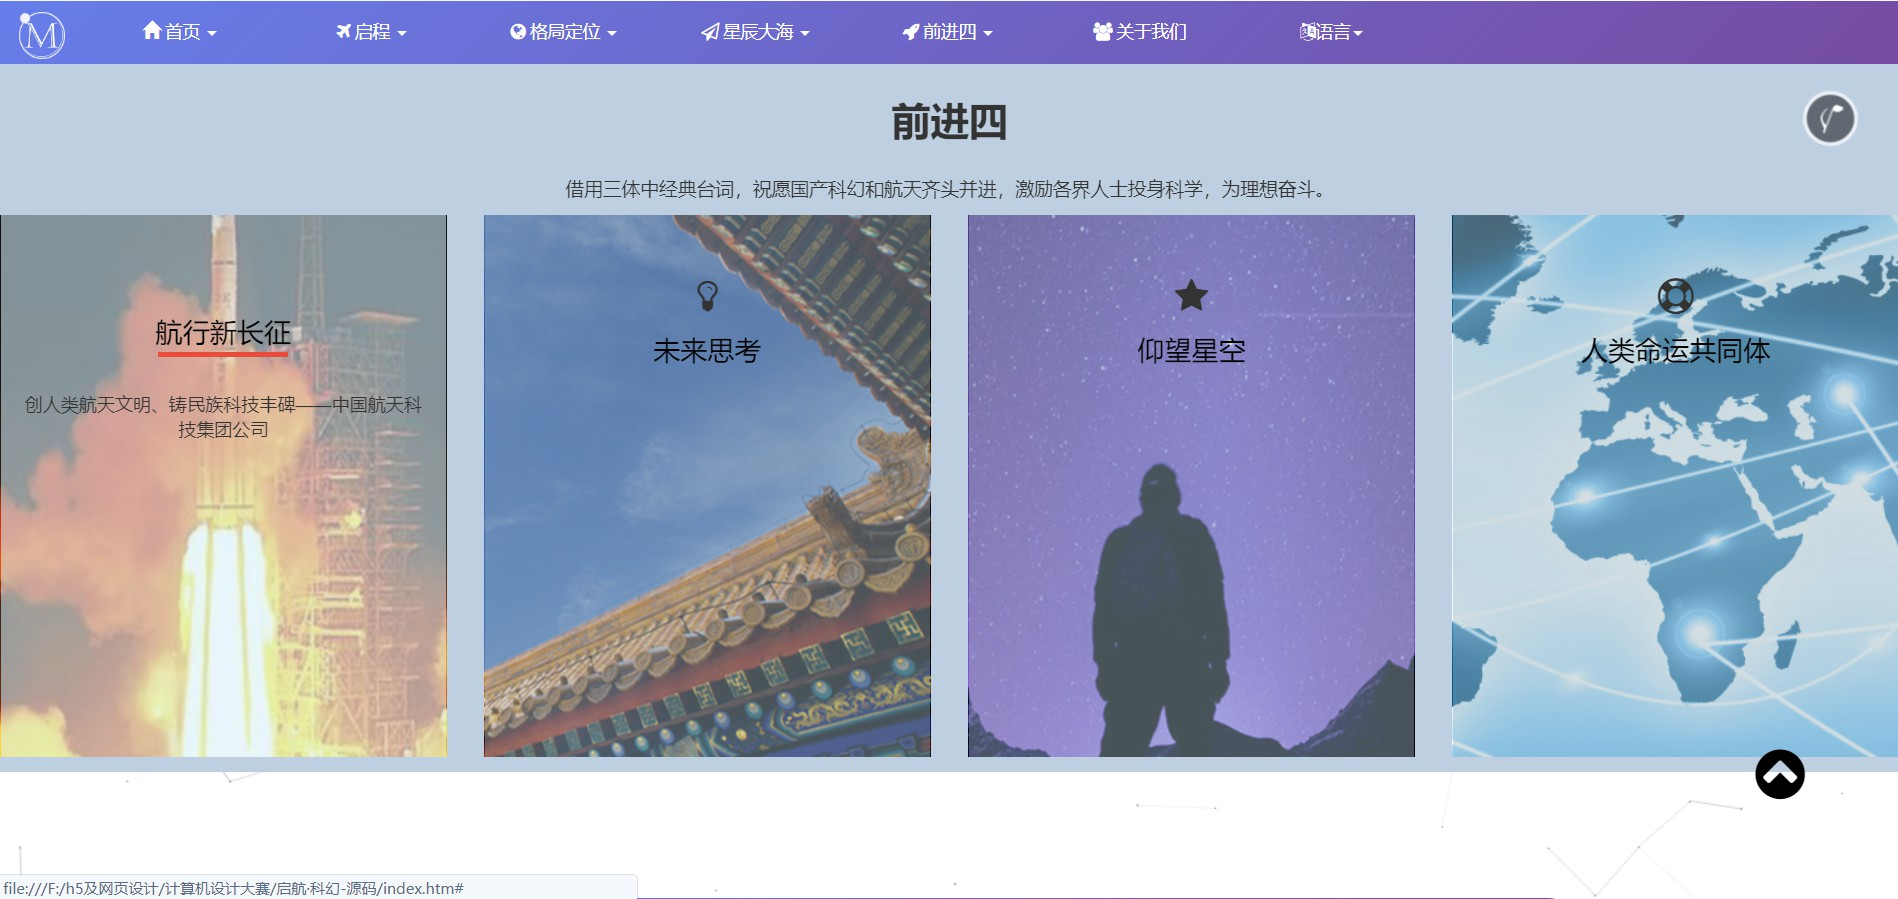 M
首页
启程
格局定位
星辰大海
前进四
关于我们
语言
前进四
借用三体中经典台词，祝愿国产科幻和航天齐头并进，激励各界人士投身科学，为理想奋斗。
航行新长征
创人类航天文明、铸民族科技丰碑——中国航天科
技集团公司
未来思考
仰望星空
人类命运共同体
file:///F:/h5及网页设计/计算机设计大赛/启航·科幻-源码/index.htm#